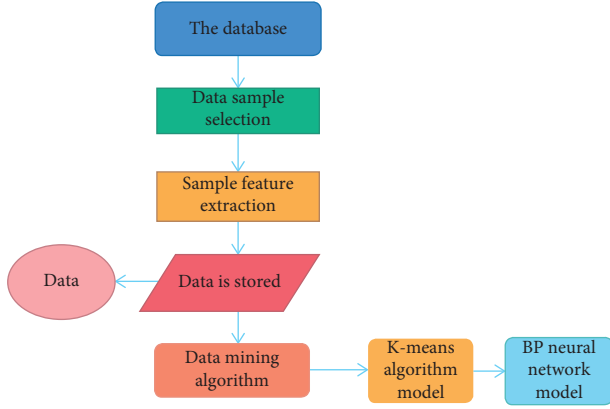 The database
Data sample
selection
Sample feature
extraction
Data
Data is stored
Data mining
algorithm
K-means
algorithm
model
BP neural
network
model